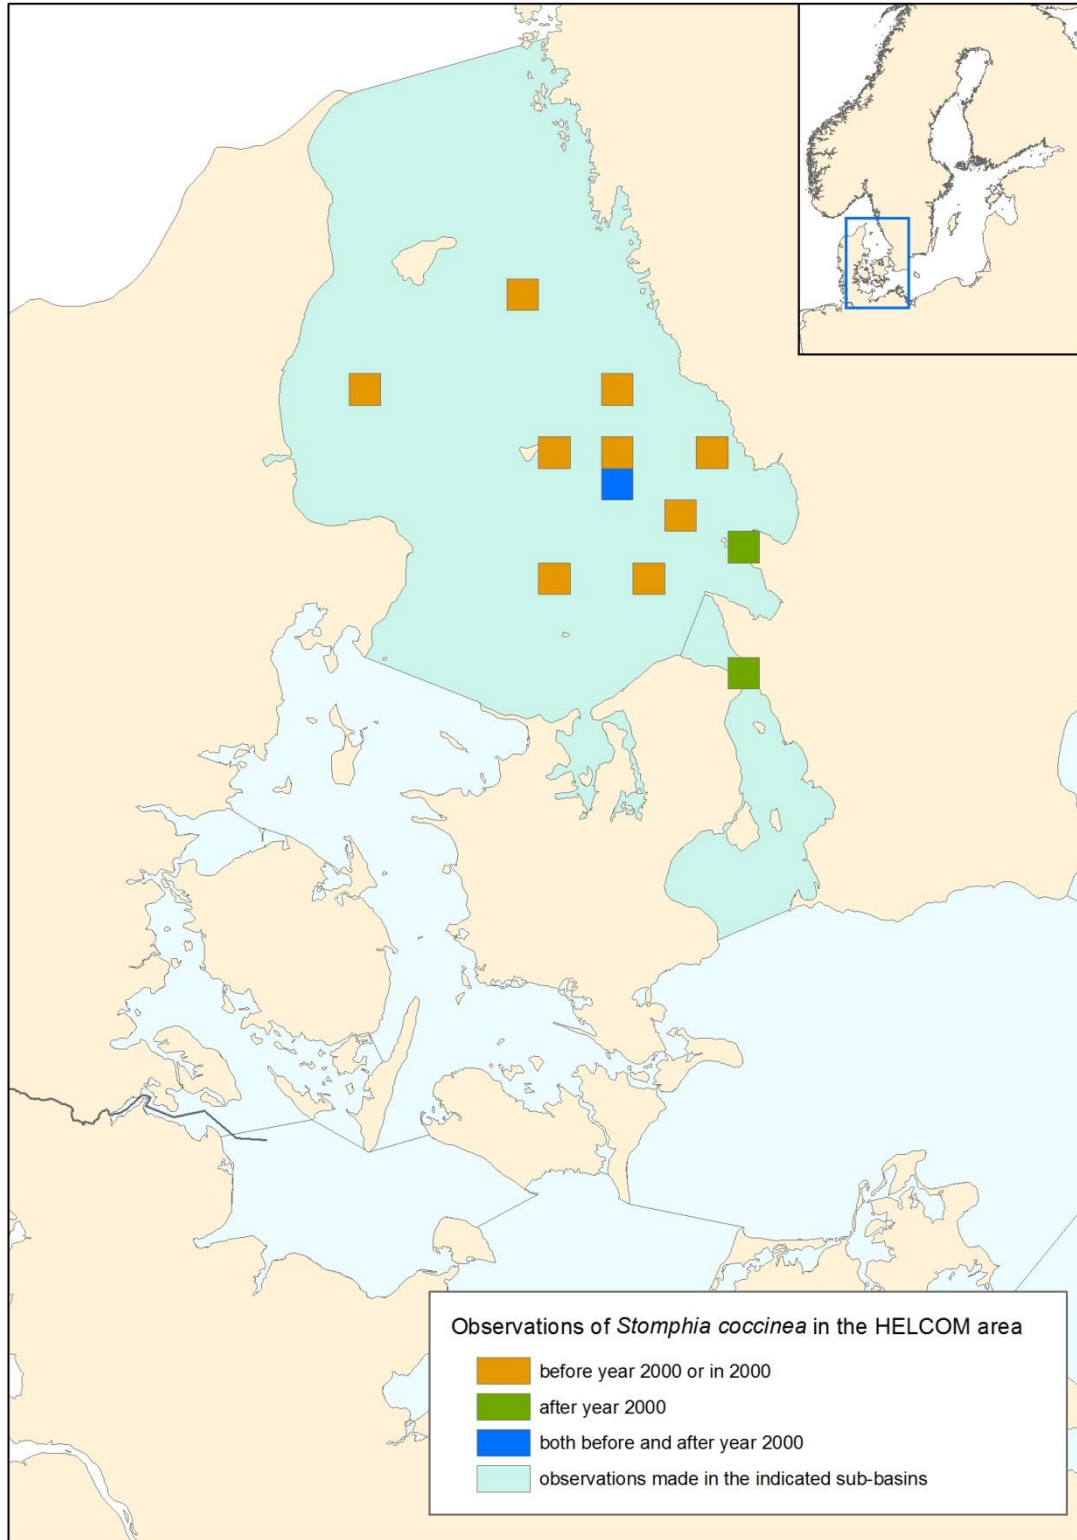 Observations of Stomphia coccinea in the HELCOM area
before year 2000 or in 2000
after year 2000
both before and after year 2000
observations made in the indicated sub-basins